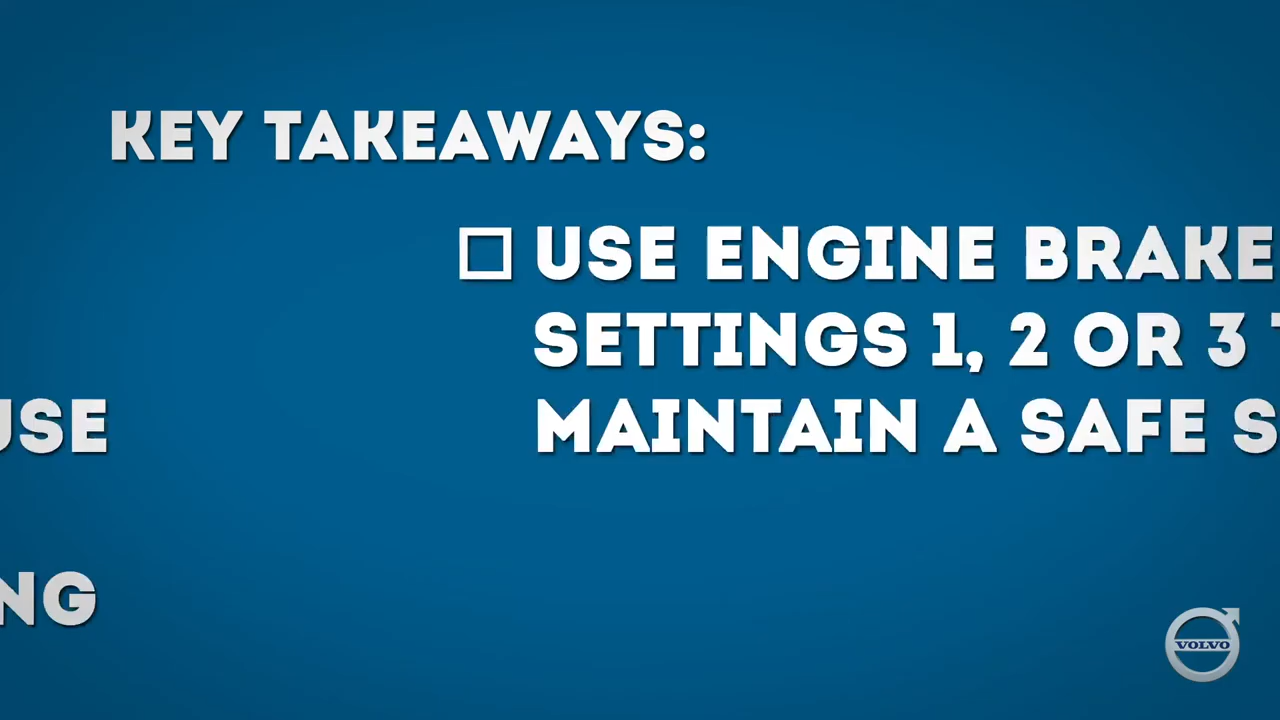 KEY TAKEAWAYS:
☐ USE ENGINE BRAKE
SETTINGS 1, 2 OR 3
MAINTAIN A SAFE
USE
NG
VOLVO